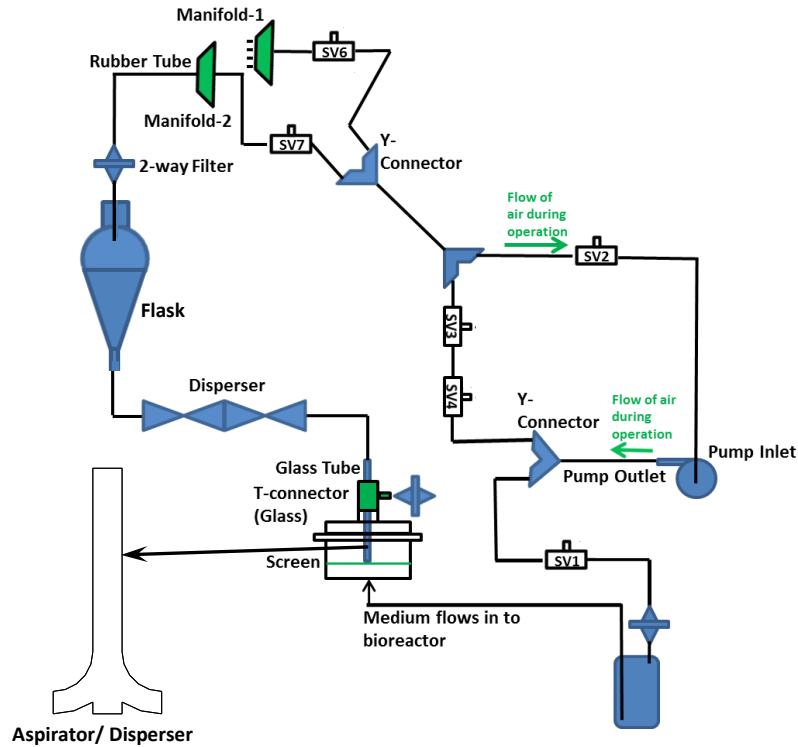 Manifold-1
SV6
Rubber Tube
Manifold-2
SV7
Y-
Connector
2-way Filter
Flow of
air during
operation
SV2
Flask
SV3
SV4
Disperser
Y-
Connector
Flow of air
during
operation
Pump Inlet
Pump Outlet
Glass Tube
T-connector
(Glass)
Screen
SV1
Medium flows in to
bioreactor
Aspirator/ Disperser